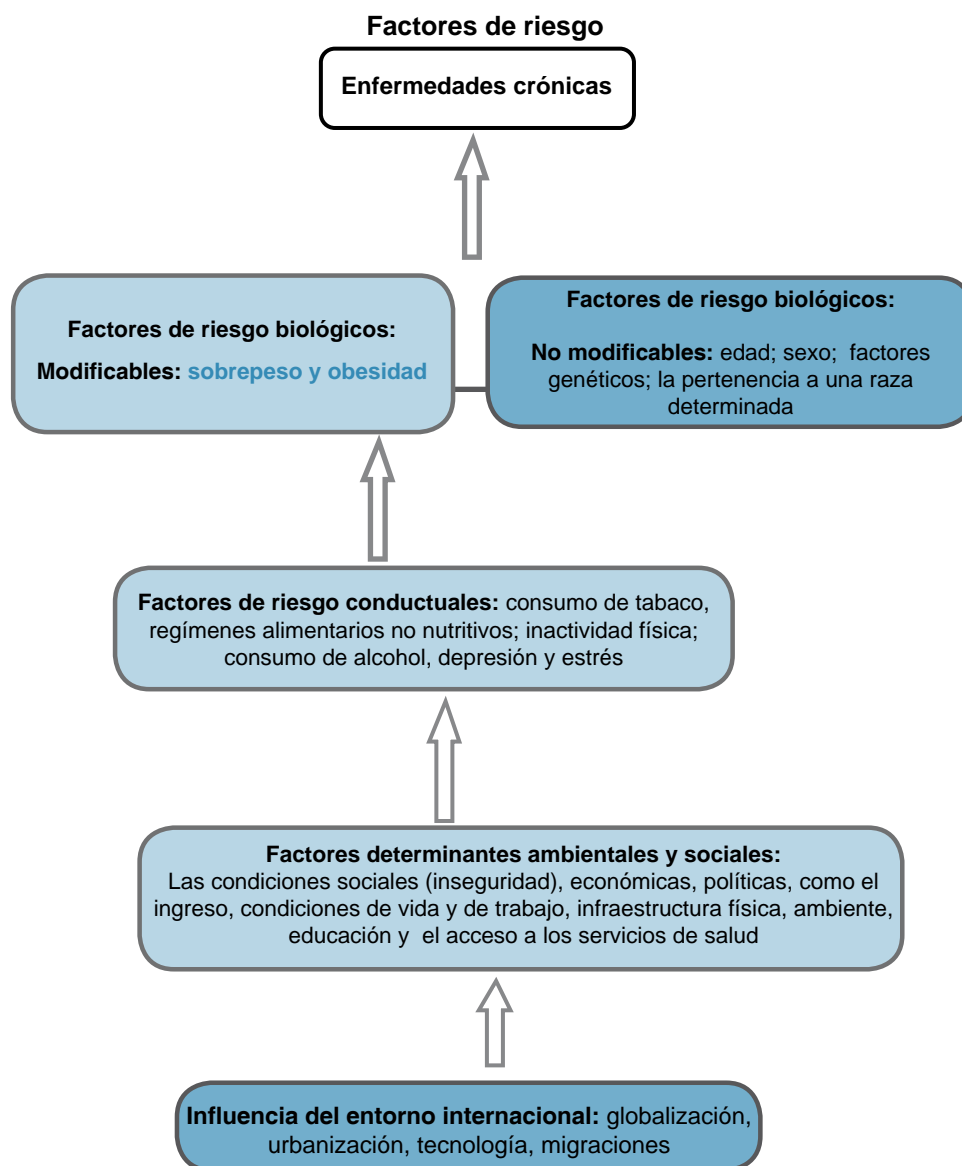 Factores de riesgo
Enfermedades crónicas
Factores de riesgo biológicos:
Modificables: sobrepeso y obesidad
Factores de riesgo biológicos:
No modificables: edad; sexo; factores
genéticos; la pertenencia a una raza
determinada
Factores de riesgo conductuales: consumo de tabaco,
regímenes alimentarios no nutritivos; inactividad física;
consumo de alcohol, depresión y estrés
Factores determinantes ambientales y sociales:
Las condiciones sociales (inseguridad), económicas, políticas, como el
ingreso, condiciones de vida y de trabajo, infraestructura física, ambiente,
educación y el acceso a los servicios de salud
Influencia del entorno internacional: globalización,
urbanización, tecnología, migraciones